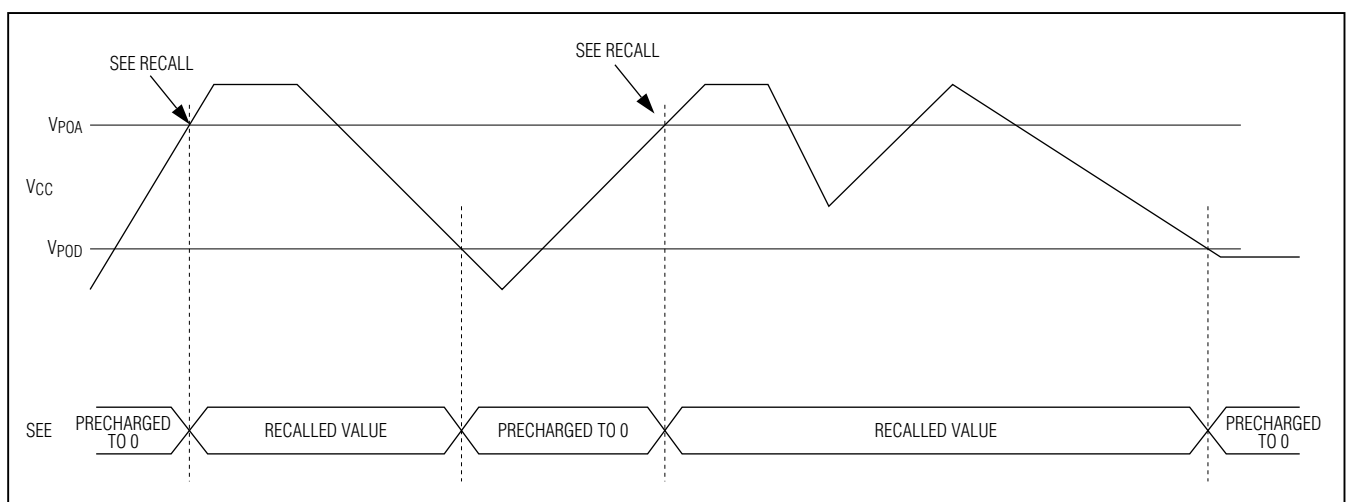 SEE RECALL
SEE RECALL
VPOA
VCC
VPOD
SEE
PRECHARGED
TO 0
RECALLED VALUE
PRECHARGED TO 0
RECALLED VALUE
PRECHARGED
TO 0